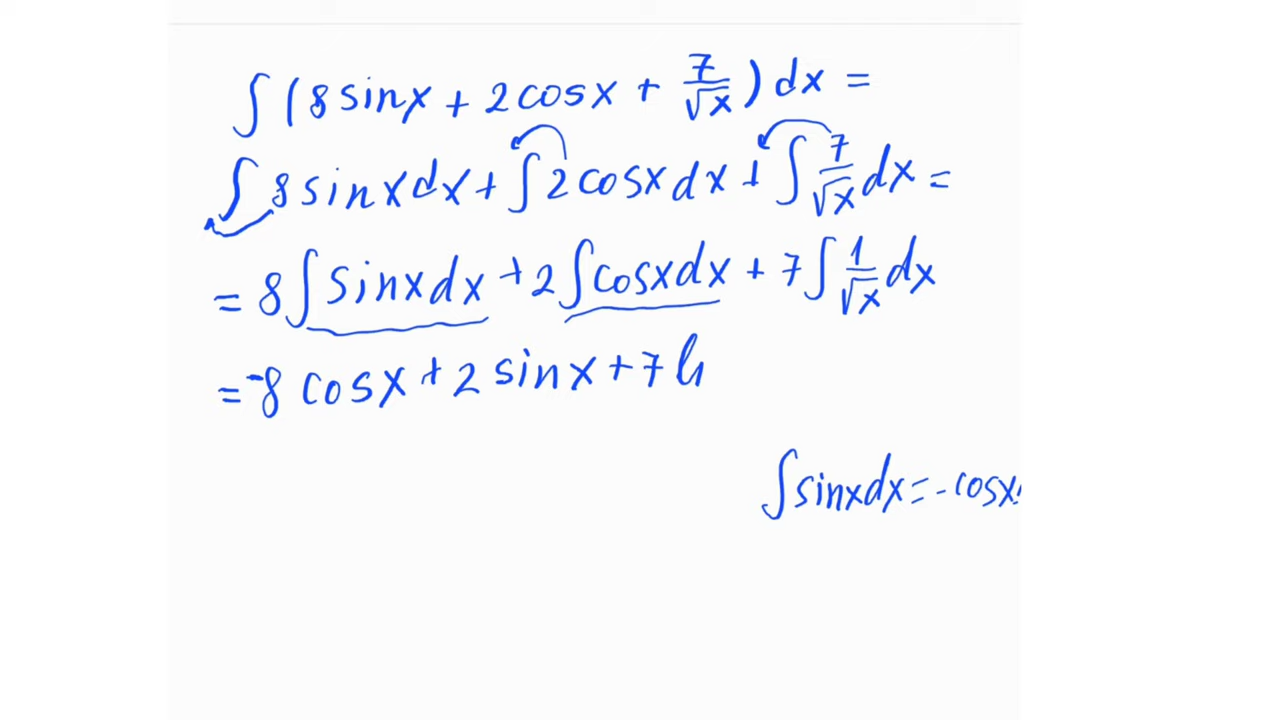 ∫(8sinx + 2cosx + 7/√x)dx =
∫8sinxdx + ∫2cosxdx + ∫7/√x dx =
= 8∫sinxdx + 2∫cosxdx + 7∫1/√x dx
= -8cosx + 2sinx + 7
∫sinxdx = -cosx